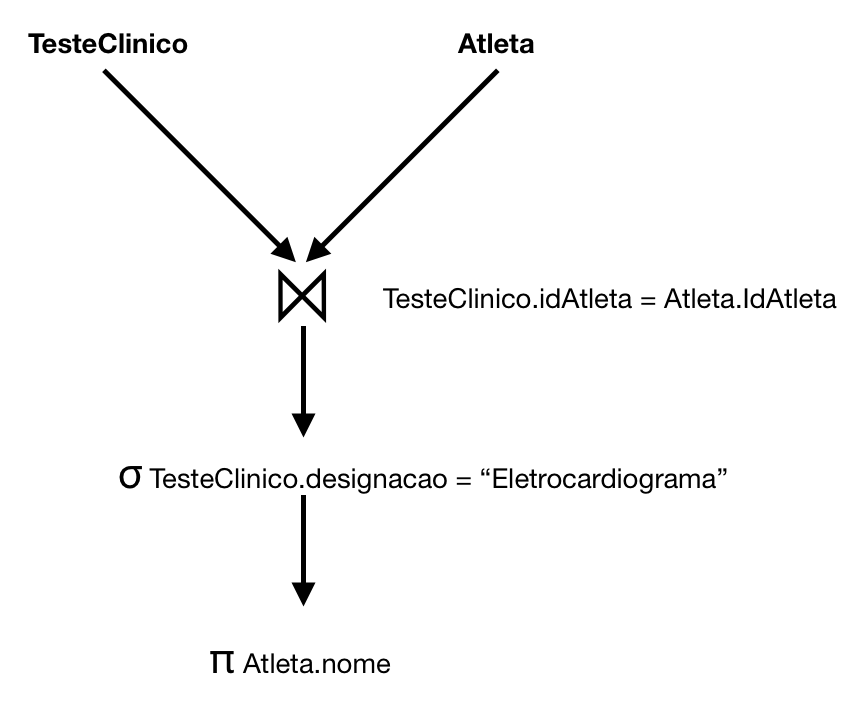 TesteClinico
Atleta
⋈ TesteClinico.idAtleta = Atleta.IdAtleta
σ TesteClinico.designacao = “Eletrocardiograma”
π Atleta.nome